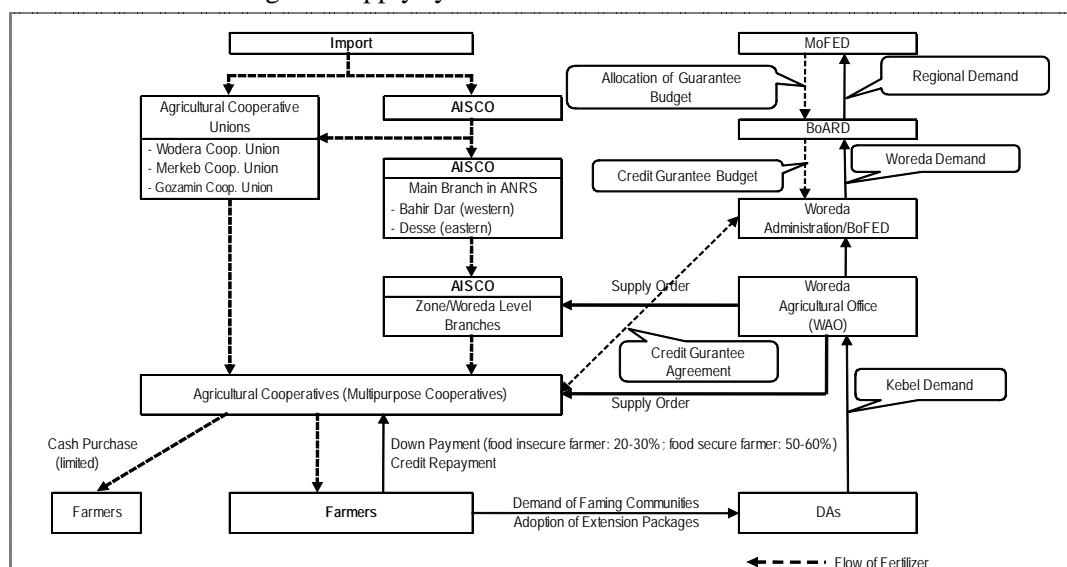 Import
MoFED
Allocation of Guarantee
Budget
Regional Demand
Agricultural Cooperative
Unions
- Wodera Coop. Union
- Merkeb Coop. Union
- Gozamin Coop. Union
AISCO
BoARD
AISCO
Main Branch in ANRS
- Bahir Dar (western)
- Desse (eastern)
Credit Gurantee Budget
Woreda Demand
Woreda
Administration/BoFED
AISCO
Zone/Woreda Level
Branches
Supply Order
Woreda
Agricultural Office
(WAO)
Credit Gurantee
Agreement
Agricultural Cooperatives (Multipurpose Cooperatives)
Supply Order
Kebel Demand
Cash Purchase
(limited)
Down Payment (food insecure farmer: 20-30%; food secure farmer: 50-60%)
Credit Repayment
Farmers
Farmers
Demand of Faming Communities
Adoption of Extension Packages
DAs
Flow of Fertilizer